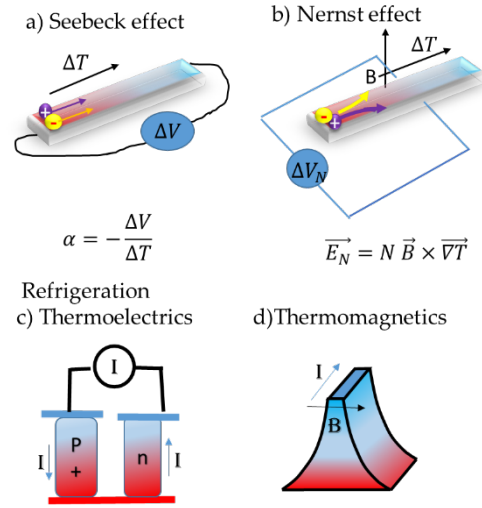 a) Seebeck effect
ΔT
+
-
ΔV
α = − ΔV/ΔT
b) Nernst effect
B
ΔT
-
+
ΔV_N
E_N⃗ = N B⃗ × ∇T⃗
Refrigeration
c) Thermoelectrics
I
I
P
+
n
I
d)Thermomagnetics
I
B